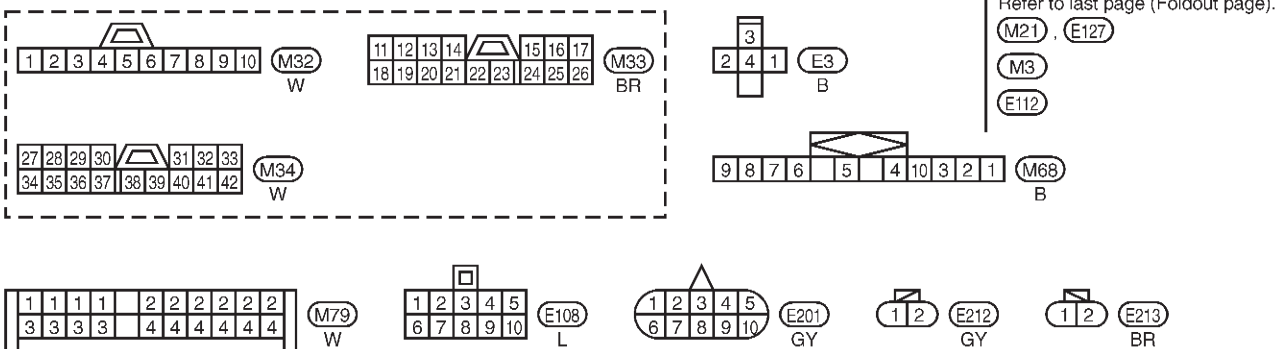 Refer to last page (Foldout page).
M21 , E127
M3
E112
1 2 3 4 5 6 7 8 9 10 M32
W
11 12 13 14 15 16 17
18 19 20 21 22 23 24 25 26 M33
BR
3
2 4 1 E3
B
27 28 29 30 31 32 33
34 35 36 37 38 39 40 41 42 M34
W
9 8 7 6 5 4 10 3 2 1 M68
B
1 1 1 1 2 2 2 2 2 2
3 3 3 3 4 4 4 4 4 4 M79
W
1 2 3 4 5
6 7 8 9 10 E108
L
1 2 3 4 5
6 7 8 9 10 E201
GY
1 2 E212
GY
1 2 E213
BR